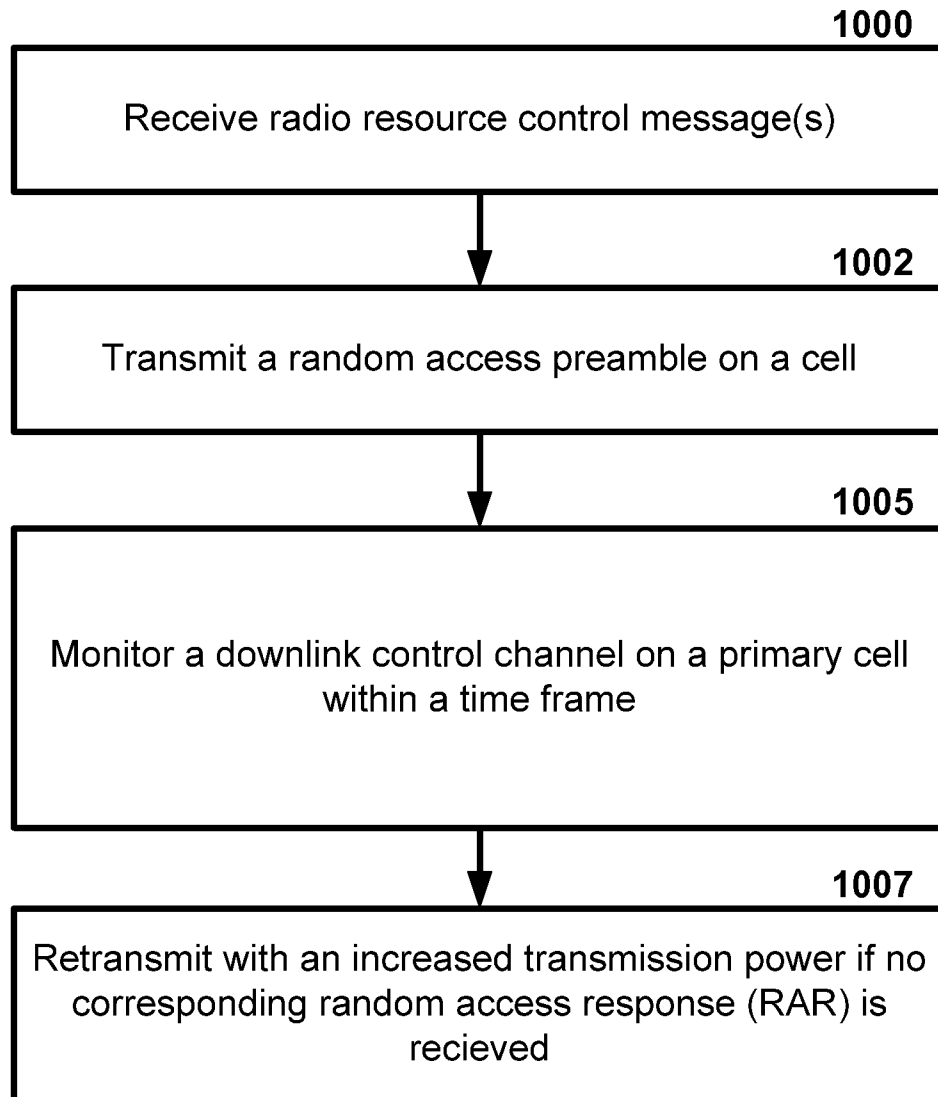 1000
Receive radio resource control message(s)
1002
Transmit a random access preamble on a cell
1005
Monitor a downlink control channel on a primary cell
within a time frame
1007
Retransmit with an increased transmission power if no
corresponding random access response (RAR) is
recieved